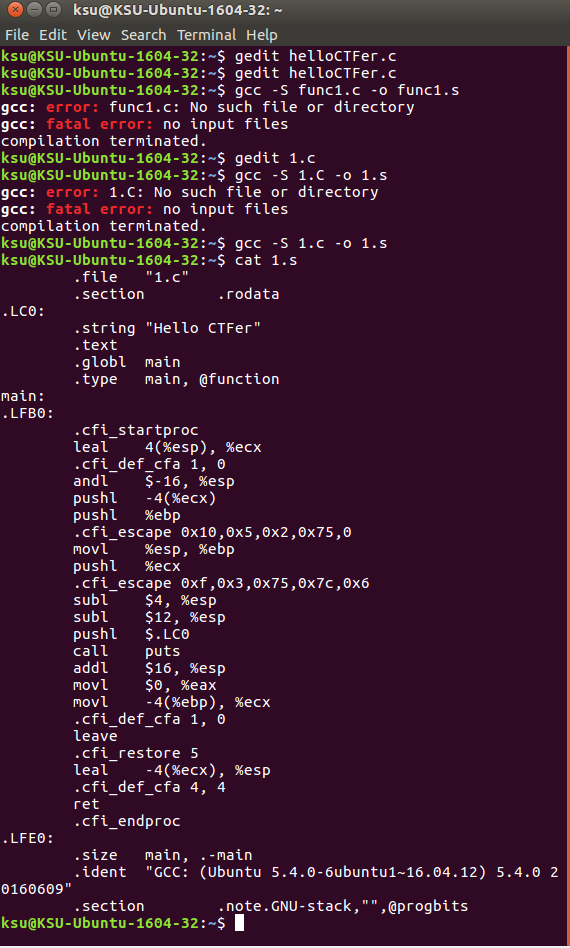 ksu@KSU-Ubuntu-1604-32: ~
File Edit View Search Terminal Help
ksu@KSU-Ubuntu-1604-32:~$ gedit helloCTFer.c
ksu@KSU-Ubuntu-1604-32:~$ gedit helloCTFer.c
ksu@KSU-Ubuntu-1604-32:~$ gcc -S func1.c -o func1.s
gcc: error: func1.c: No such file or directory
gcc: fatal error: no input files
compilation terminated.
ksu@KSU-Ubuntu-1604-32:~$ gedit 1.c
ksu@KSU-Ubuntu-1604-32:~$ gcc -S 1.C -o 1.s
gcc: error: 1.C: No such file or directory
gcc: fatal error: no input files
compilation terminated.
ksu@KSU-Ubuntu-1604-32:~$ gcc -S 1.c -o 1.s
ksu@KSU-Ubuntu-1604-32:~$ cat 1.s
        .file   "1.c"
        .section        .rodata
.LC0:
        .string "Hello CTFer"
        .text
        .globl  main
        .type   main, @function
main:
.LFB0:
        .cfi_startproc
        leal    4(%esp), %ecx
        .cfi_def_cfa 1, 0
        andl    $-16, %esp
        pushl   -4(%ecx)
        pushl   %ebp
        .cfi_escape 0x10,0x5,0x2,0x75,0
        movl    %esp, %ebp
        pushl   %ecx
        .cfi_escape 0xf,0x3,0x75,0x7c,0x6
        subl    $4, %esp
        subl    $12, %esp
        pushl   $.LC0
        call    puts
        addl    $16, %esp
        movl    $0, %eax
        movl    -4(%ebp), %ecx
        .cfi_def_cfa 1, 0
        leave
        .cfi_restore 5
        leal    -4(%ecx), %esp
        .cfi_def_cfa 4, 4
        ret
        .cfi_endproc
.LFE0:
        .size   main, .-main
        .ident  "GCC: (Ubuntu 5.4.0-6ubuntu1~16.04.12) 5.4.0 2
0160609"
        .section        .note.GNU-stack,"",@progbits
ksu@KSU-Ubuntu-1604-32:~$